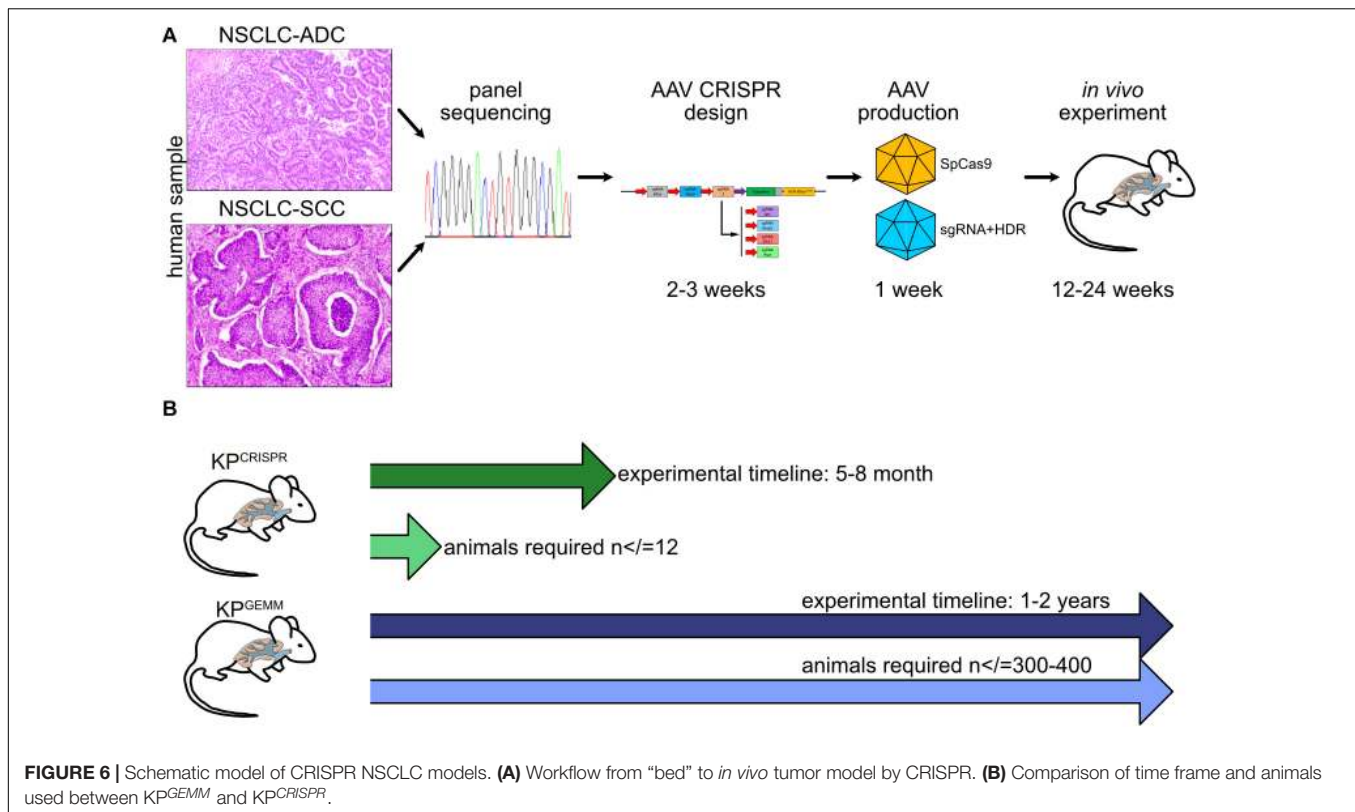 A
NSCLC-ADC
NSCLC-SCC
human sample
panel
sequencing
AAV CRISPR
design
2-3 weeks
AAV
production
SpCas9
sgRNA+HDR
1 week
in vivo
experiment
12-24 weeks
B
KPCRISPR
experimental timeline: 5-8 month
animals required n</=12
KPGEMM
experimental timeline: 1-2 years
animals required n</=300-400
FIGURE 6 | Schematic model of CRISPR NSCLC models. (A) Workflow from “bed” to in vivo tumor model by CRISPR. (B) Comparison of time frame and animals
used between KPGEMM and KPCRISPR.